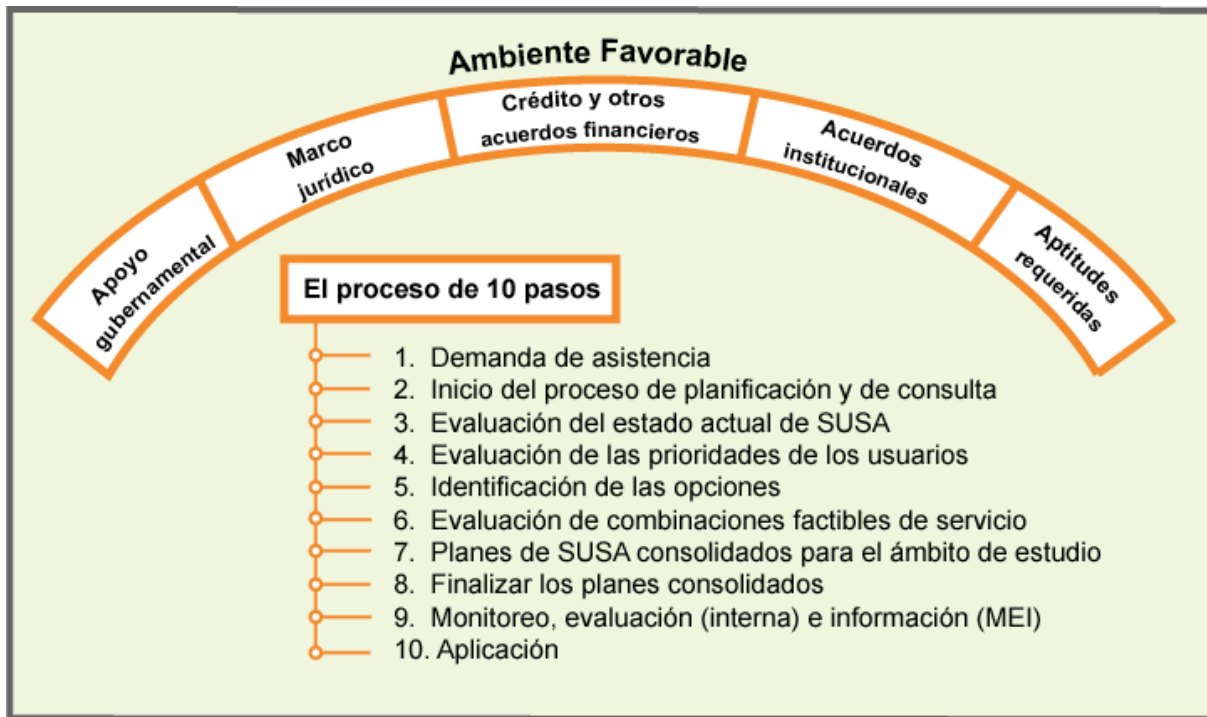 Ambiente Favorable
Apoyo
gubernamental
Marco
jurídico
Crédito y otros
acuerdos financieros
Acuerdos
institucionales
Aptitudes
requeridas
El proceso de 10 pasos
1. Demanda de asistencia
2. Inicio del proceso de planificación y de consulta
3. Evaluación del estado actual de SUSA
4. Evaluación de las prioridades de los usuarios
5. Identificación de las opciones
6. Evaluación de combinaciones factibles de servicio
7. Planes de SUSA consolidados para el ámbito de estudio
8. Finalizar los planes consolidados
9. Monitoreo, evaluación (interna) e información (MEI)
10. Aplicación